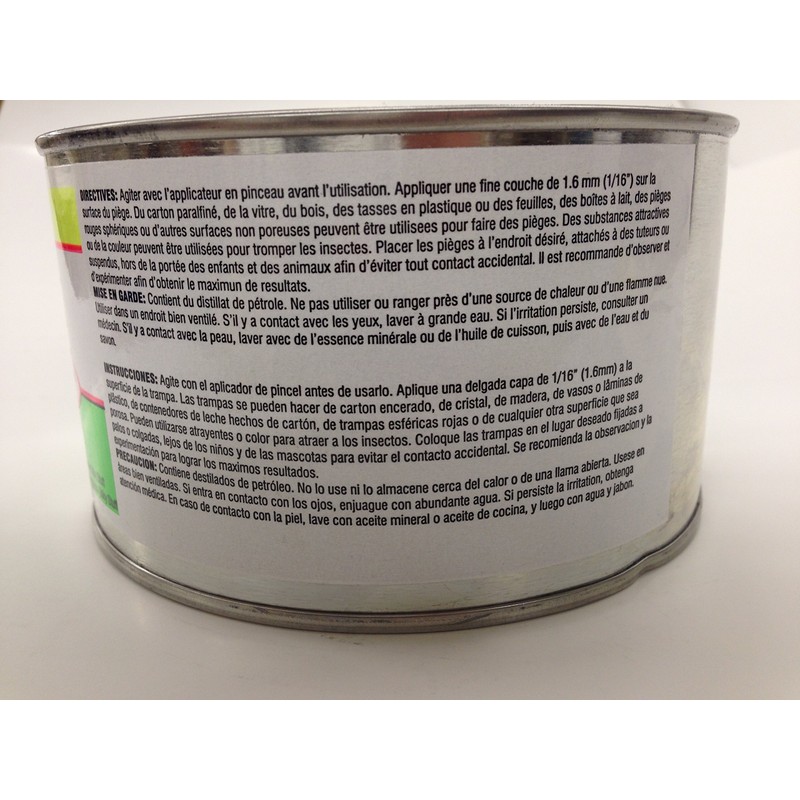 DIRECTIVES: Agiter avec l'applicateur en pinceau avant l'utilisation. Appliquer une fine couche de 1.6 mm (1/16") sur la
surface du piège. Du carton paralfiné, de la vitre, du bois, des tasses en plastique ou des feuilles, des boîtes à lait, des pièges
rouges sphériques ou d'autres surfaces non poreuses peuvent être utilisees pour faire des pièges. Des substances attractives
ou de la couleur peuvent être utilisées pour tromper les insectes. Placer les pièges à l'endroit désiré, attachés à des tuteurs ou
suspendus, hors de la portée des enfants et des animaux afin d'éviter tout contact accidental. Il est recommande d'observer et
d'expérimenter afin d'obtenir le maximun de resultats.
MISE EN GARDE: Contient du distillat de pétrole. Ne pas utiliser ou ranger près d'une source de chaleur ou d'une flamme nue.
Utiliser dans un endroit bien ventilé. S'il y a contact avec les yeux, laver à grande eau. Si l'irritation persiste, consulter un
médecin. S'il y a contact avec la peau, laver avec de l'essence minérale ou de l'huile de cuisson, puis avec de l'eau et du
savon.
INSTRUCCIONES: Agite con el aplicador de pincel antes de usarlo. Aplique una delgada capa de 1/16" (1.6mm) a la
superficie de la trampa. Las trampas se pueden hacer de carton encerado, de cristal, de madera, de vasos o láminas de
plástico, de contenedores de leche hechos de cartón, de trampas esféricas rojas o de cualquier otra superficie que sea
porosa. Pueden utilizarse atrayentes o color para atraer a los insectos. Coloque las trampas en el lugar deseado fijadas a
palos o colgadas, lejos de los niños y de las mascotas para evitar el contacto accidental. Se recomienda la observacion y la
experimentación para lograr los maximos resultados.
PRECAUCION: Contiene destilados de petróleo. No lo use ni lo almacene cerca del calor o de una llama abierta. Usese en
áreas bien ventiladas. Si entra en contacto con los ojos, enjuague con abundante agua. Si persiste la irritation, obtenga
atención médica. En caso de contacto con la piel, lave con aceite mineral o aceite de cocina, y luego con agua y jabon.